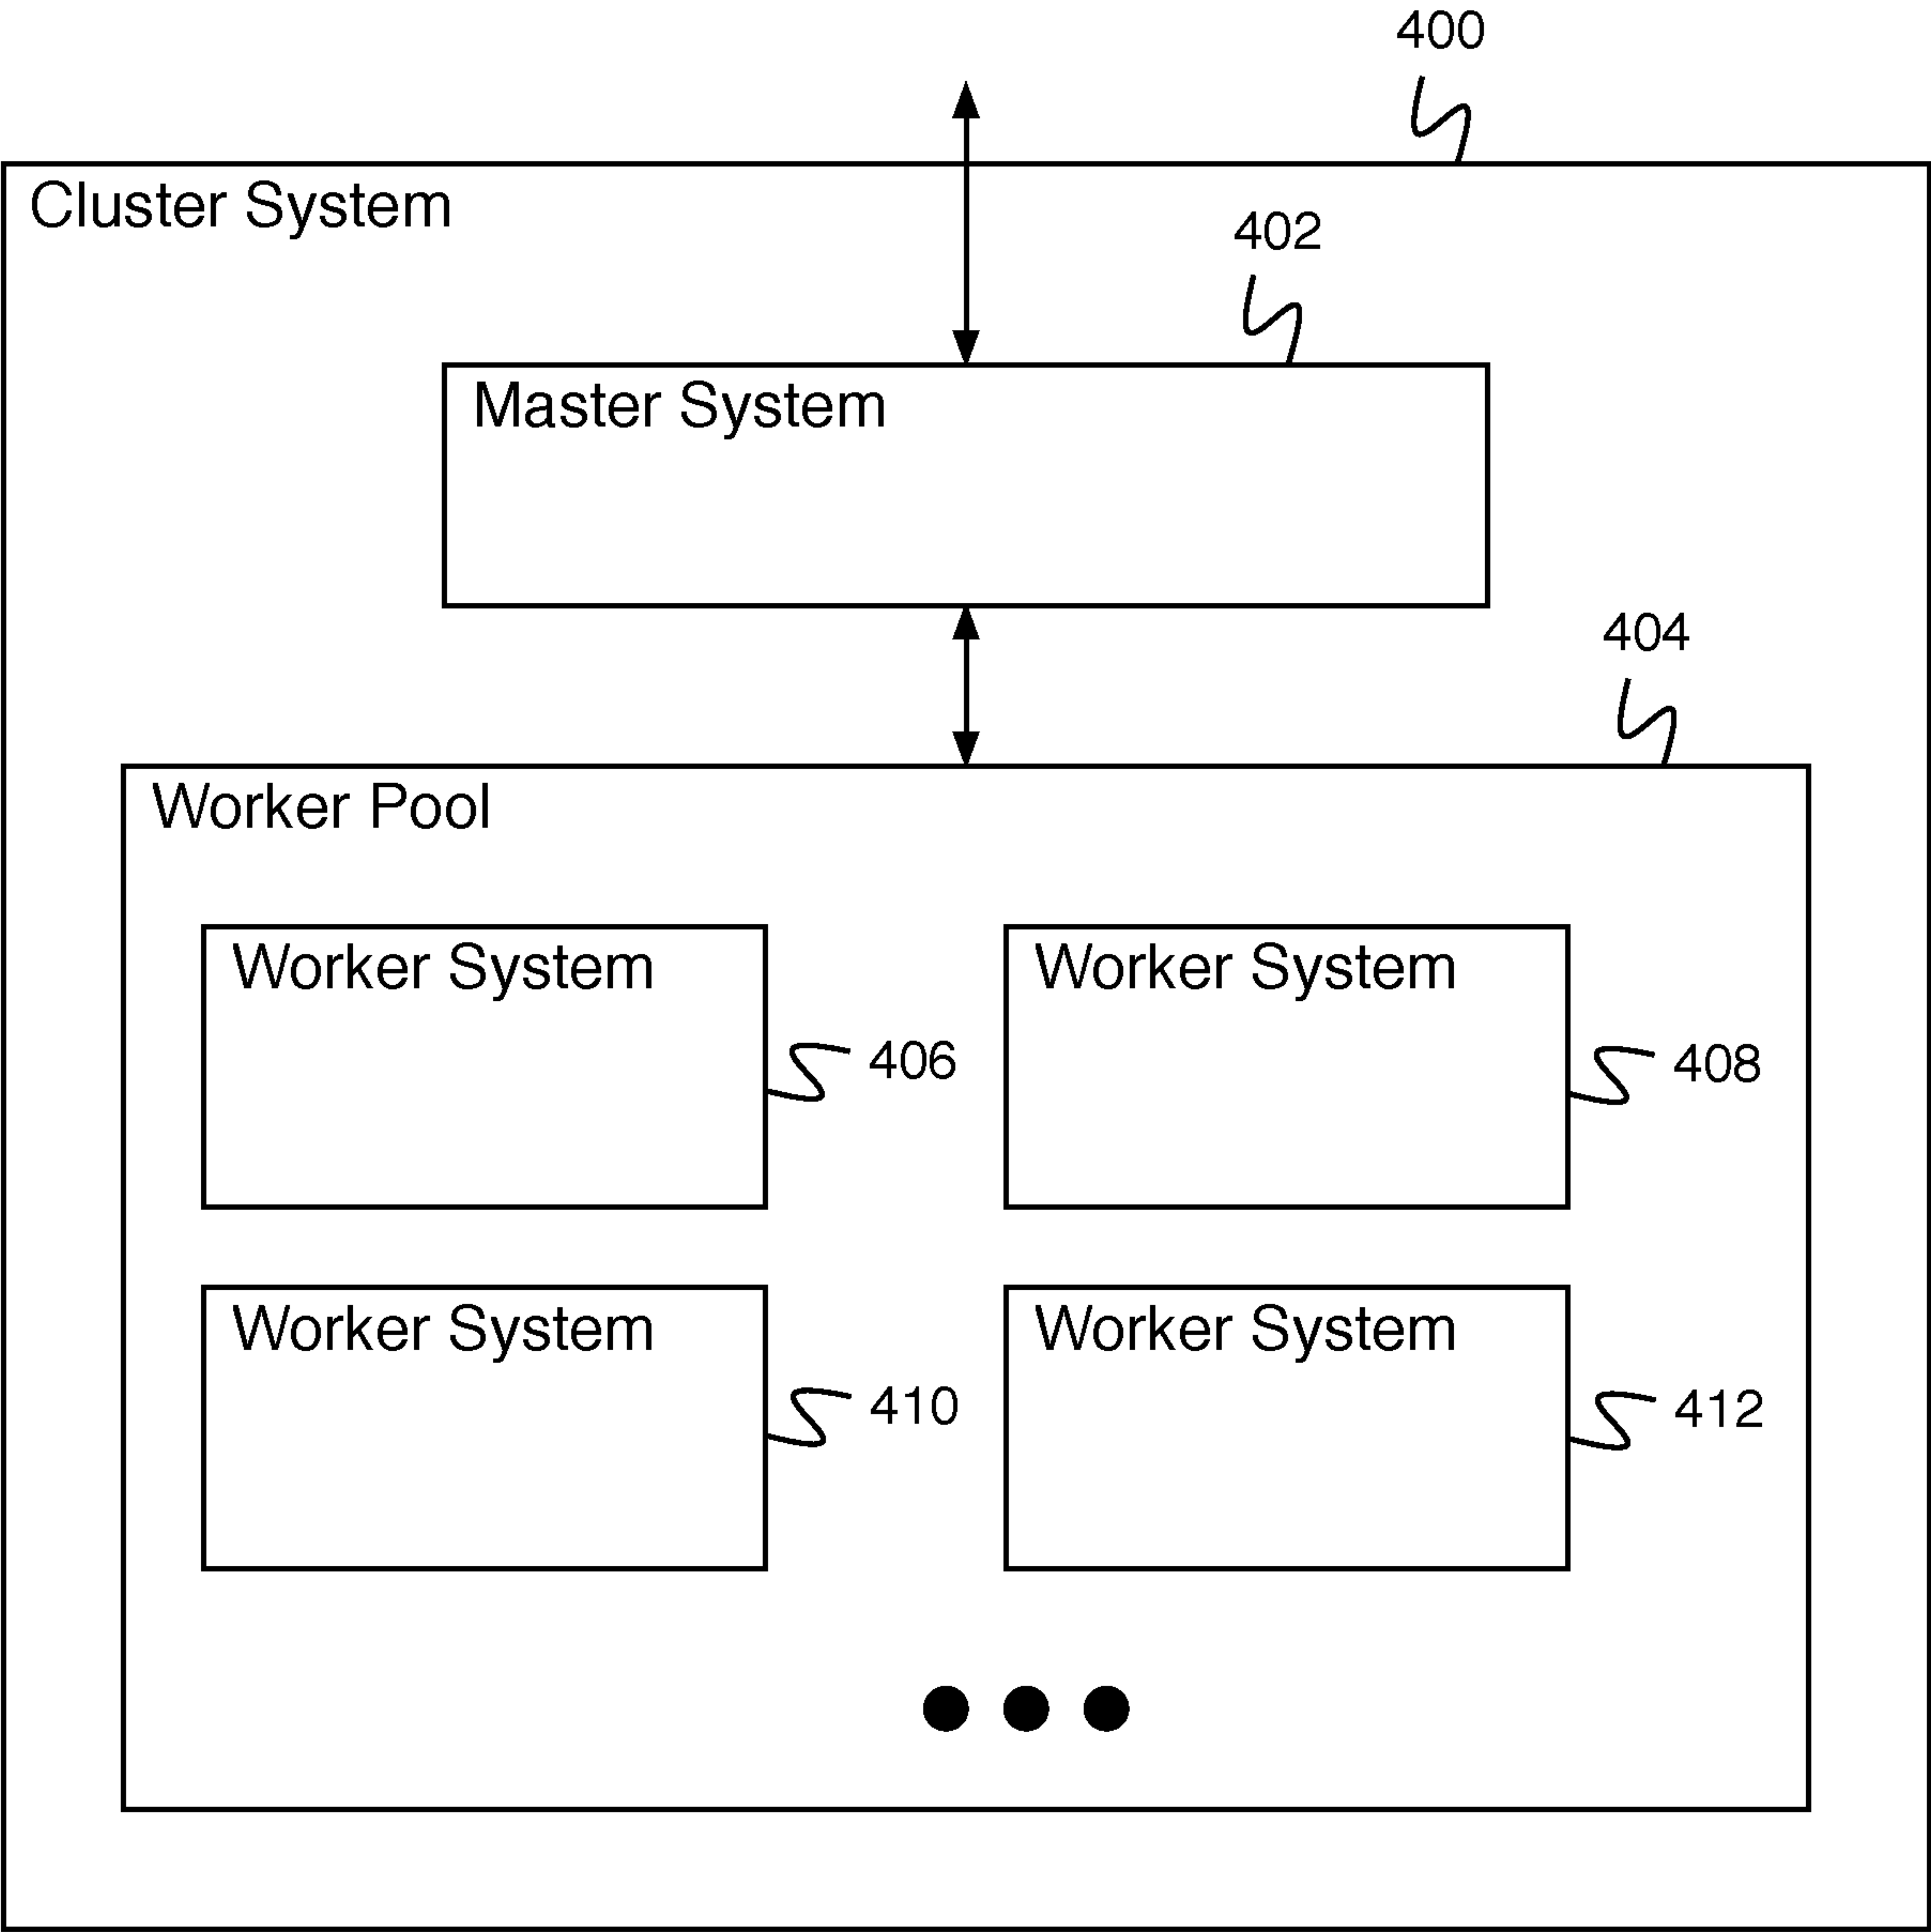 400
Cluster System
402
Master System
404
Worker Pool
Worker System
Worker System
406
408
Worker System
Worker System
410
412